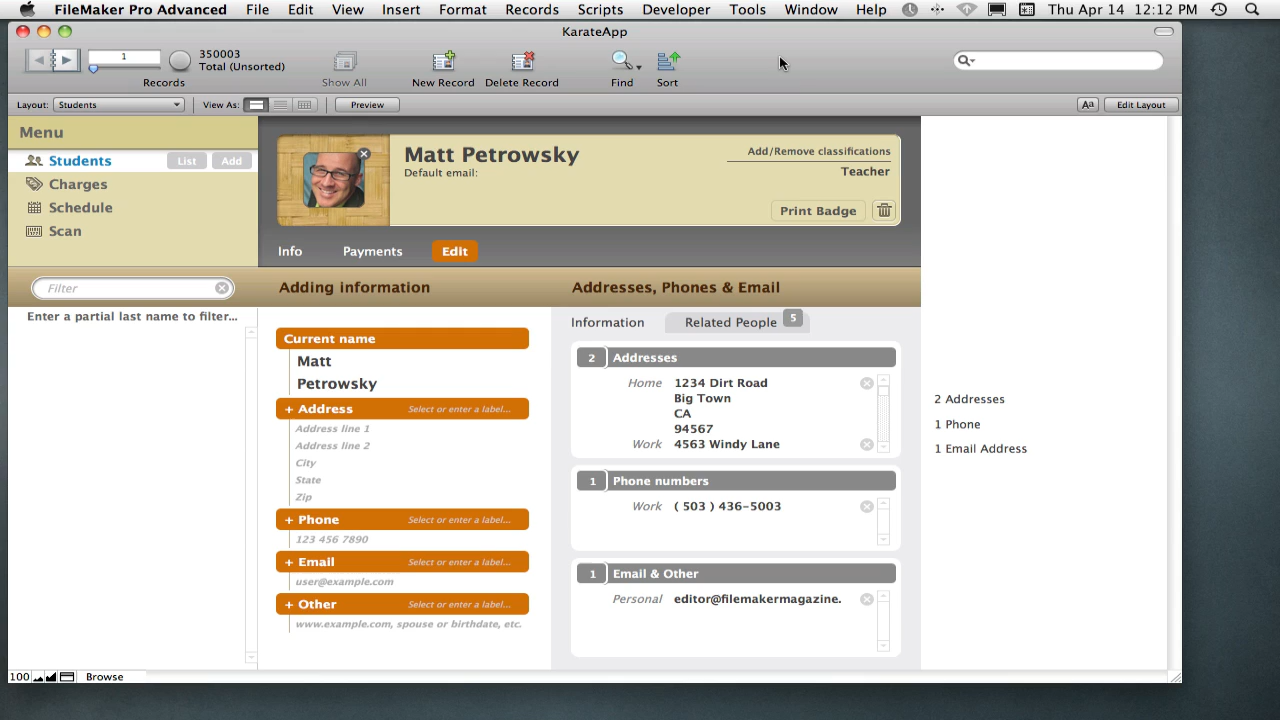 FileMaker Pro Advanced File Edit View Insert Format Records Scripts Developer Tools Window Help Thu Apr 14 12:12 PM
KarateApp
1
350003
Total (Unsorted)
Records
Show All
New Record
Delete Record
Find
Sort
Layout: Students View As: Preview Aa Edit Layout
Menu
Students List Add
Charges
Schedule
Scan
Filter
Enter a partial last name to filter...
Matt Petrowsky
Default email:
Add/Remove classifications
Teacher
Print Badge
Info Payments Edit
Adding information
Current name
Matt
Petrowsky
+ Address Select or enter a label...
Address line 1
Address line 2
City
State
Zip
+ Phone Select or enter a label...
123 456 7890
+ Email Select or enter a label...
user@example.com
+ Other Select or enter a label...
www.example.com, spouse or birthdate, etc.
Addresses, Phones & Email
Information Related People 5
2 Addresses
Home 1234 Dirt Road
Big Town
CA
94567
Work 4563 Windy Lane
1 Phone numbers
Work ( 503 ) 436-5003
1 Email & Other
Personal editor@filemakermagazine.
2 Addresses
1 Phone
1 Email Address
100 Browse